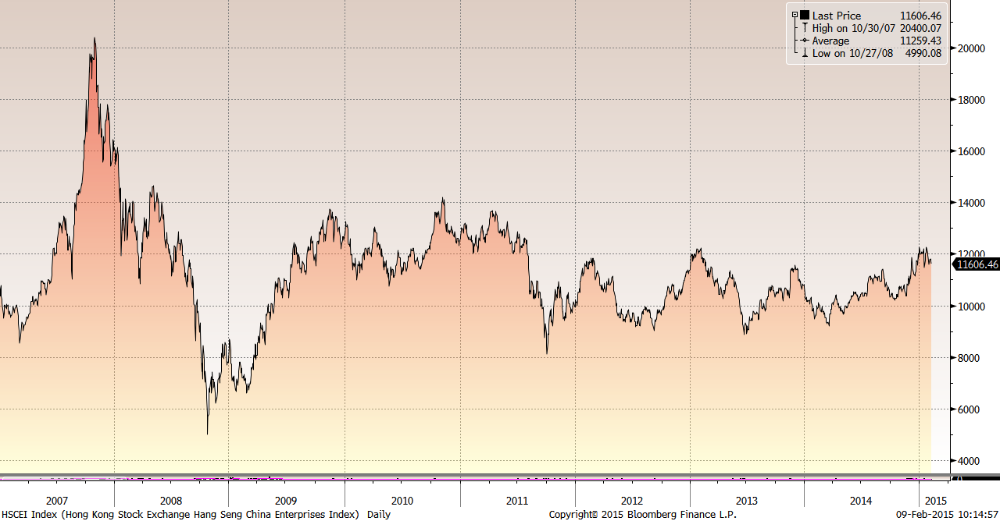 Last Price 11606.46
High on 10/30/07 20400.07
Average 11259.43
Low on 10/27/08 4990.08
20000
18000
16000
14000
12000
11606.46
10000
8000
6000
4000
0
2007 2008 2009 2010 2011 2012 2013 2014 2015
HSCEI Index (Hong Kong Stock Exchange Hang Seng China Enterprises Index) Daily Copyright© 2015 Bloomberg Finance L.P. 09-Feb-2015 10:14:57